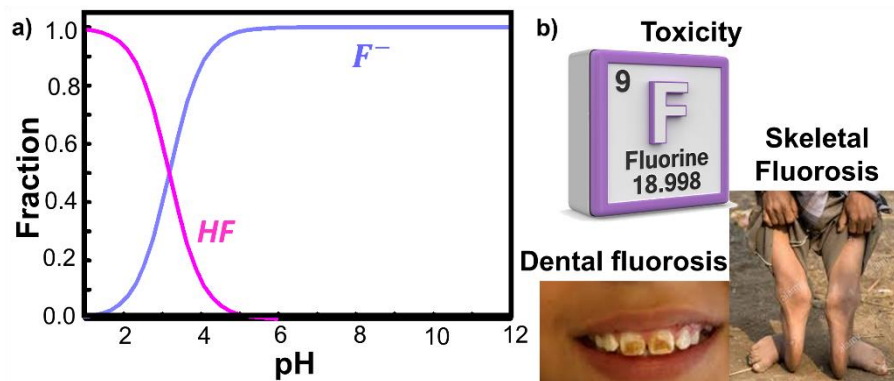 a)
1.0
0.8
0.6
0.4
0.2
0.0
Fraction
F⁻
HF
2 4 6 8 10 12
pH
b)
Toxicity
9
F
Fluorine
18.998
Skeletal
Fluorosis
Dental fluorosis